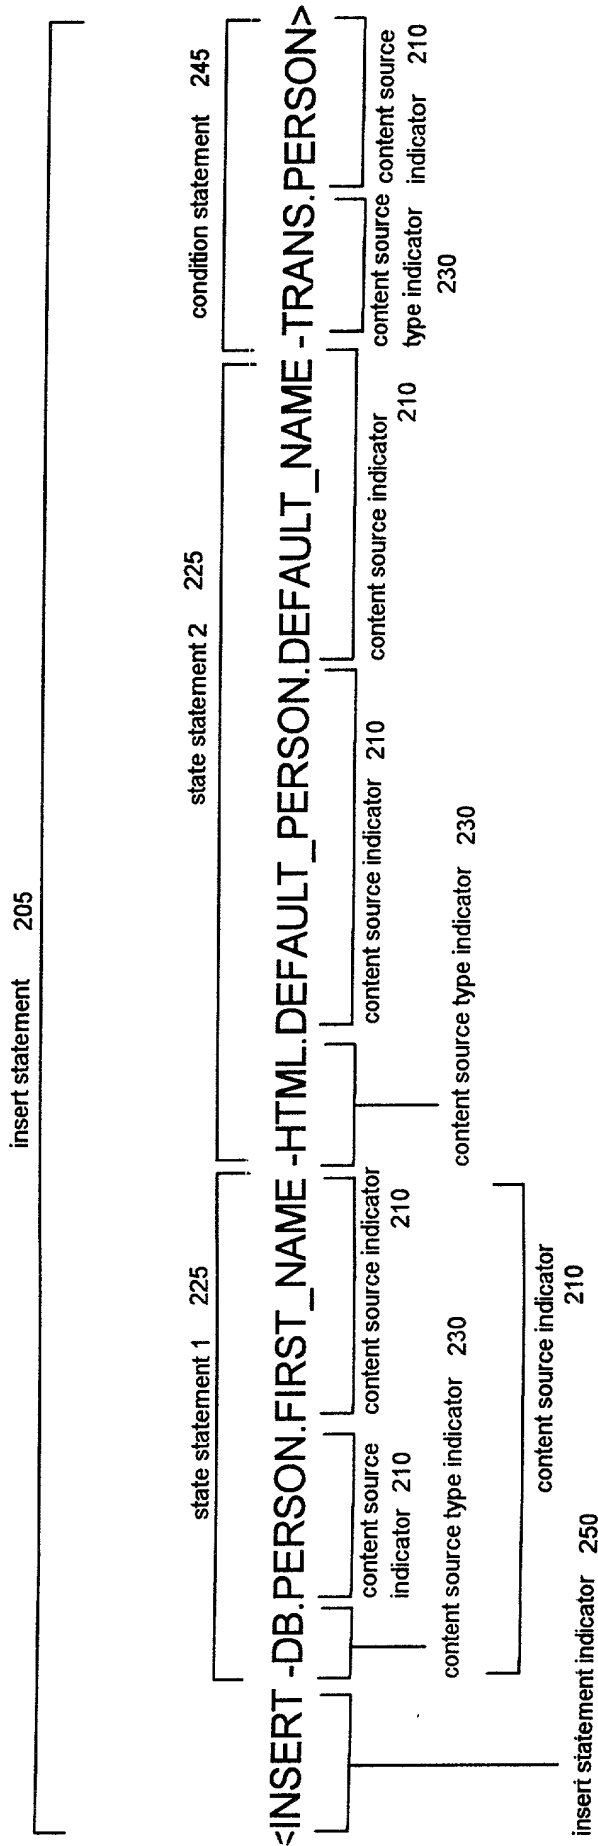 insert statement 205
state statement 1 225
state statement 2 225
condition statement 245
<INSERT -DB.PERSON.FIRST_NAME -HTML.DEFAULT_PERSON.DEFAULT_NAME -TRANS.PERSON>
content source
indicator 210
content source indicator
210
content source indicator 210
content source indicator
210
content source
type indicator
230
content source
indicator 210
content source type indicator 230
content source type indicator 230
content source indicator
210
insert statement indicator 250